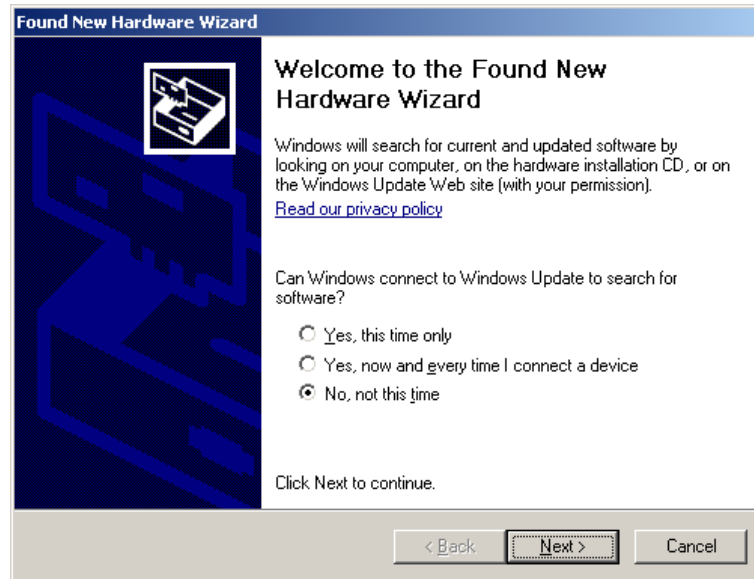 Found New Hardware Wizard
Welcome to the Found New
Hardware Wizard
Windows will search for current and updated software by
looking on your computer, on the hardware installation CD, or on
the Windows Update Web site (with your permission).
Read our privacy policy
Can Windows connect to Windows Update to search for
software?
Yes, this time only
Yes, now and every time I connect a device
No, not this time
Click Next to continue.
< Back
Next >
Cancel